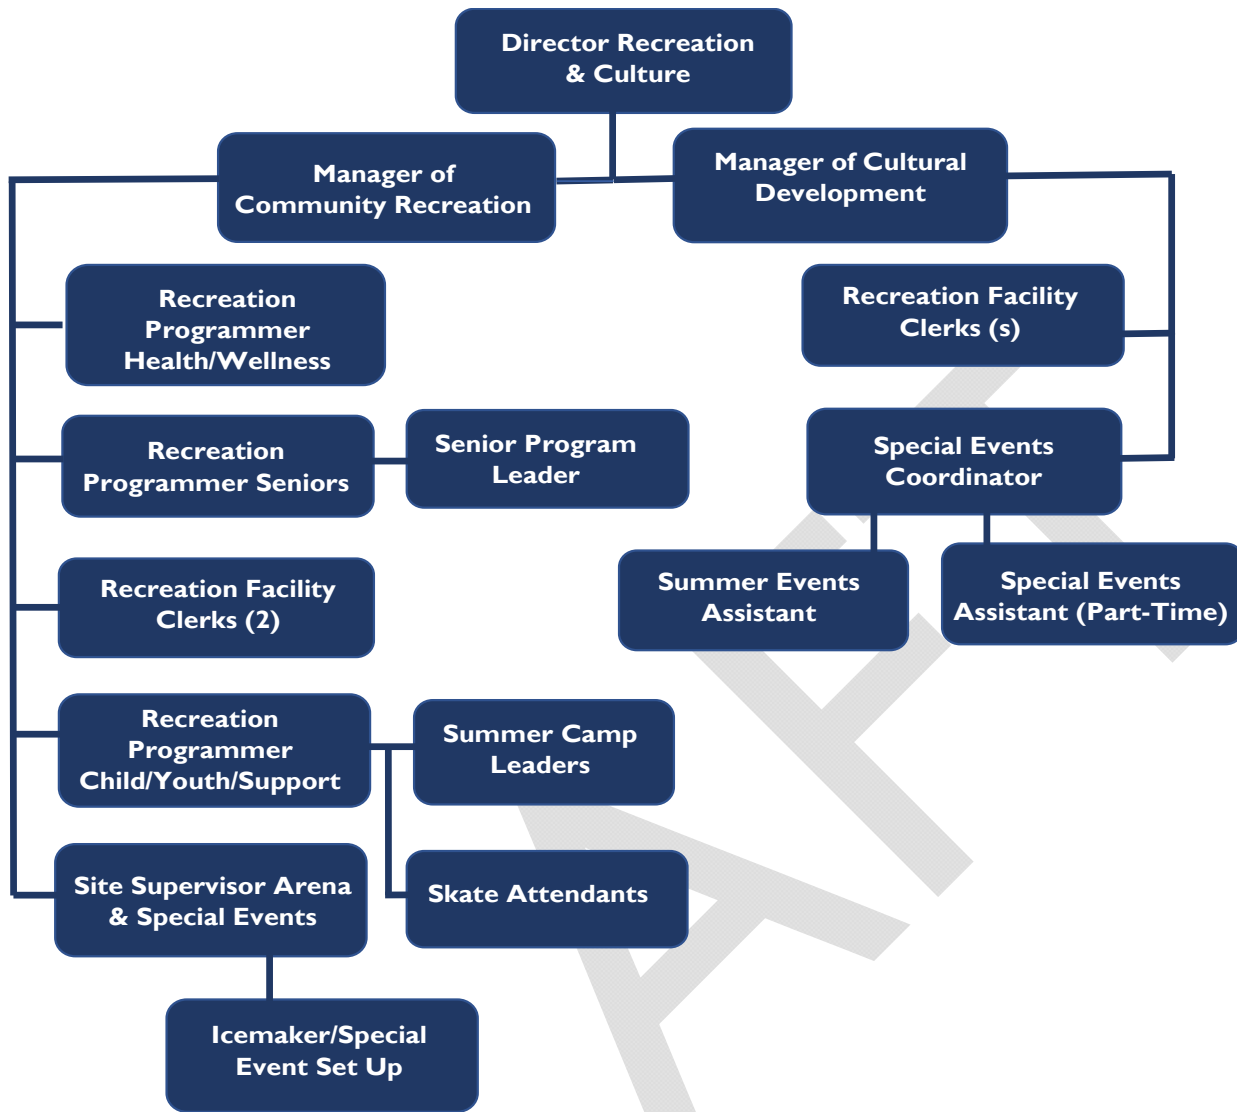 Director Recreation
& Culture
Manager of
Community Recreation
Manager of Cultural
Development
Recreation
Programmer
Health/Wellness
Recreation Facility
Clerks (s)
Recreation
Programmer Seniors
Senior Program
Leader
Special Events
Coordinator
Summer Events
Assistant
Special Events
Assistant (Part-Time)
Recreation Facility
Clerks (2)
Recreation
Programmer
Child/Youth/Support
Summer Camp
Leaders
Site Supervisor Arena
& Special Events
Skate Attendants
Icemaker/Special
Event Set Up